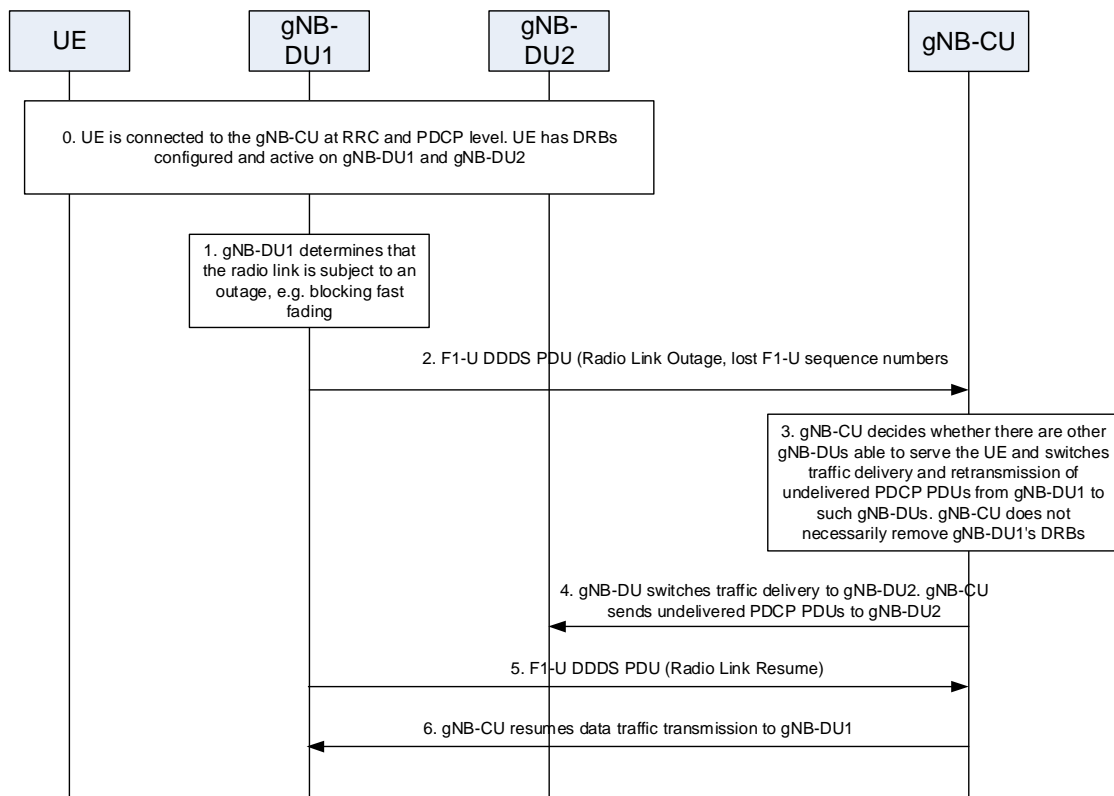 UE
gNB-
DU1
gNB-
DU2
gNB-CU
0. UE is connected to the gNB-CU at RRC and PDCP level. UE has DRBs
configured and active on gNB-DU1 and gNB-DU2
1. gNB-DU1 determines that
the radio link is subject to an
outage, e.g. blocking fast
fading
2. F1-U DDDS PDU (Radio Link Outage, lost F1-U sequence numbers
3. gNB-CU decides whether there are other
gNB-DUs able to serve the UE and switches
traffic delivery and retransmission of
undelivered PDCP PDUs from gNB-DU1 to
such gNB-DUs. gNB-CU does not
necessarily remove gNB-DU1's DRBs
4. gNB-DU switches traffic delivery to gNB-DU2. gNB-CU
sends undelivered PDCP PDUs to gNB-DU2
5. F1-U DDDS PDU (Radio Link Resume)
6. gNB-CU resumes data traffic transmission to gNB-DU1